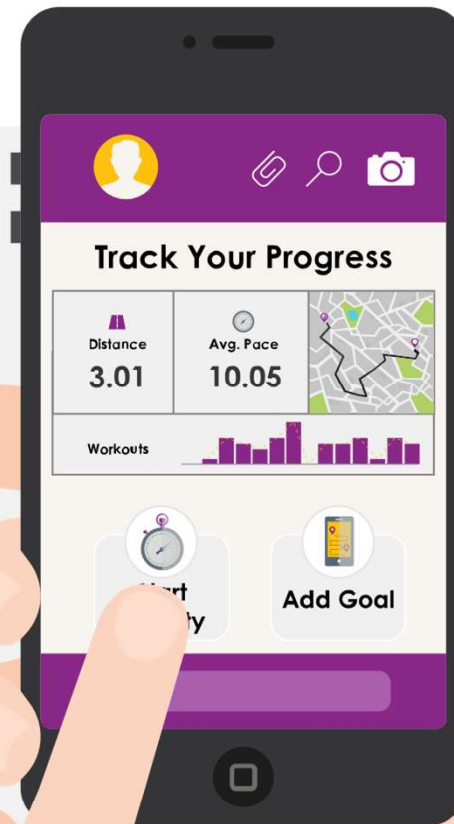 Track Your Progress
Distance
3.01
Avg. Pace
10.05
Workouts
Add Goal